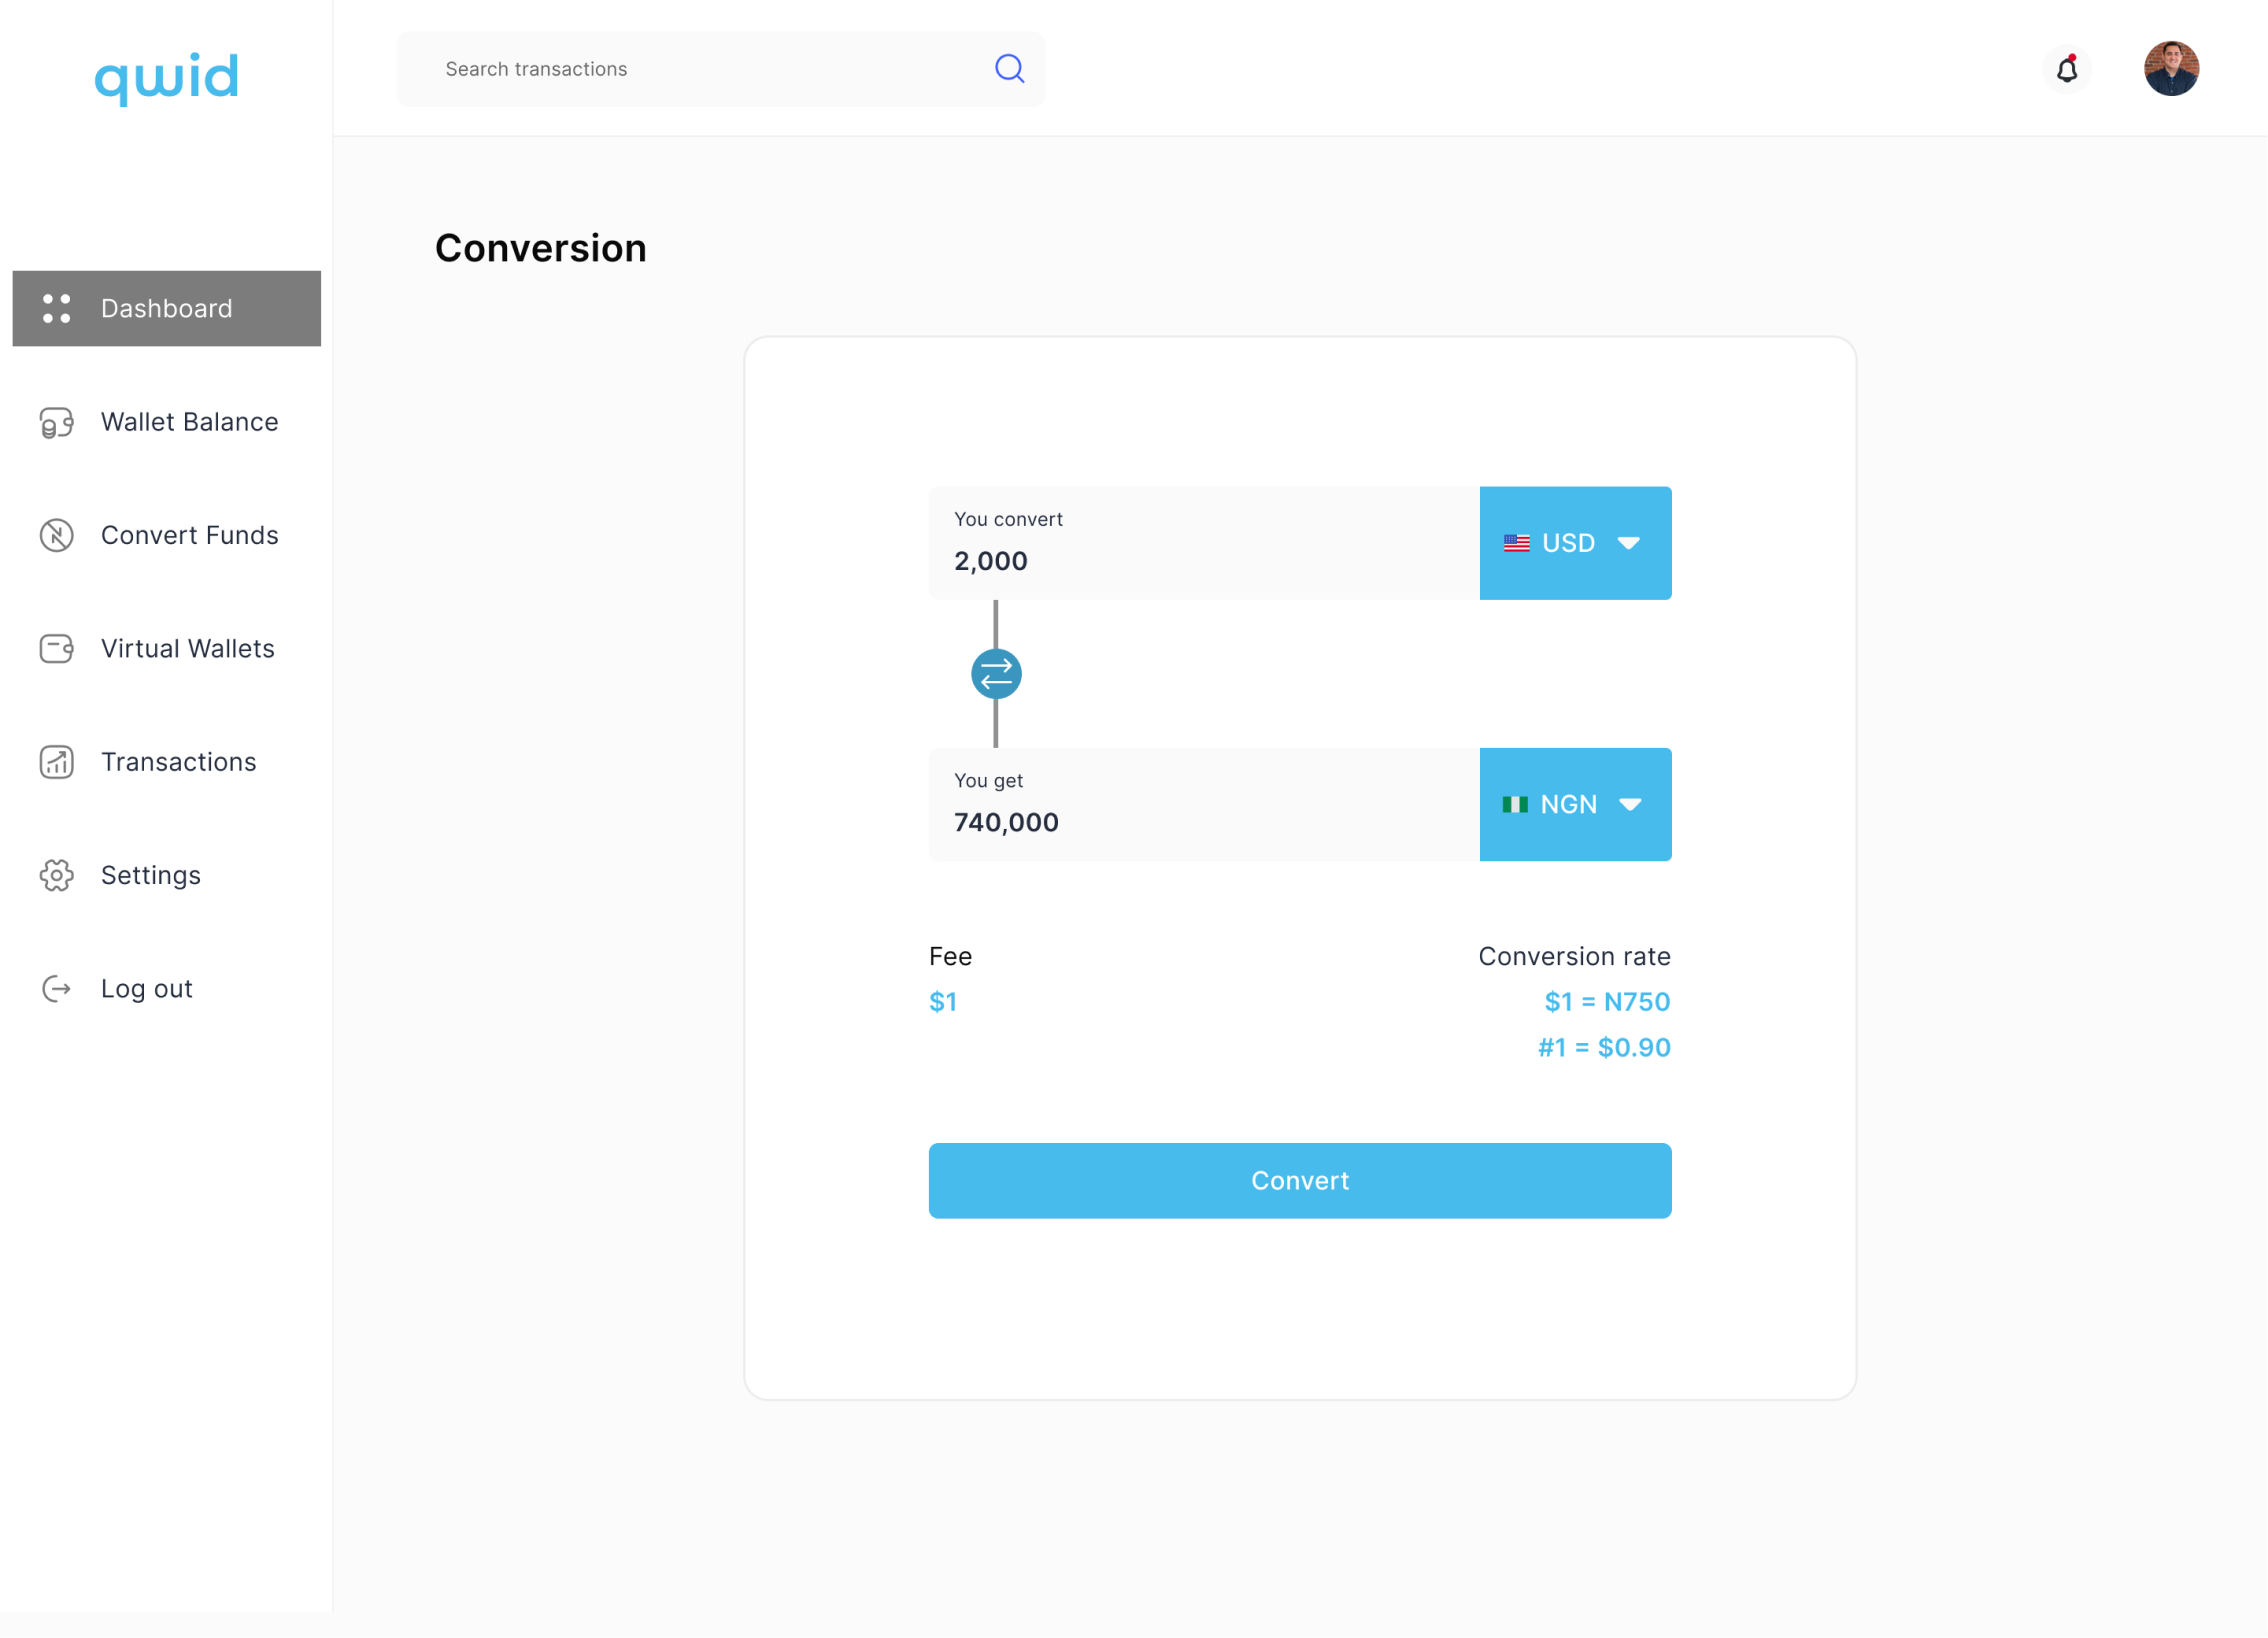 qwid
Search transactions
Conversion
Dashboard
Wallet Balance
Convert Funds
Virtual Wallets
Transactions
Settings
Log out
You convert
2,000
USD
You get
740,000
NGN
Fee
$1
Conversion rate
$1 = N750
#1 = $0.90
Convert